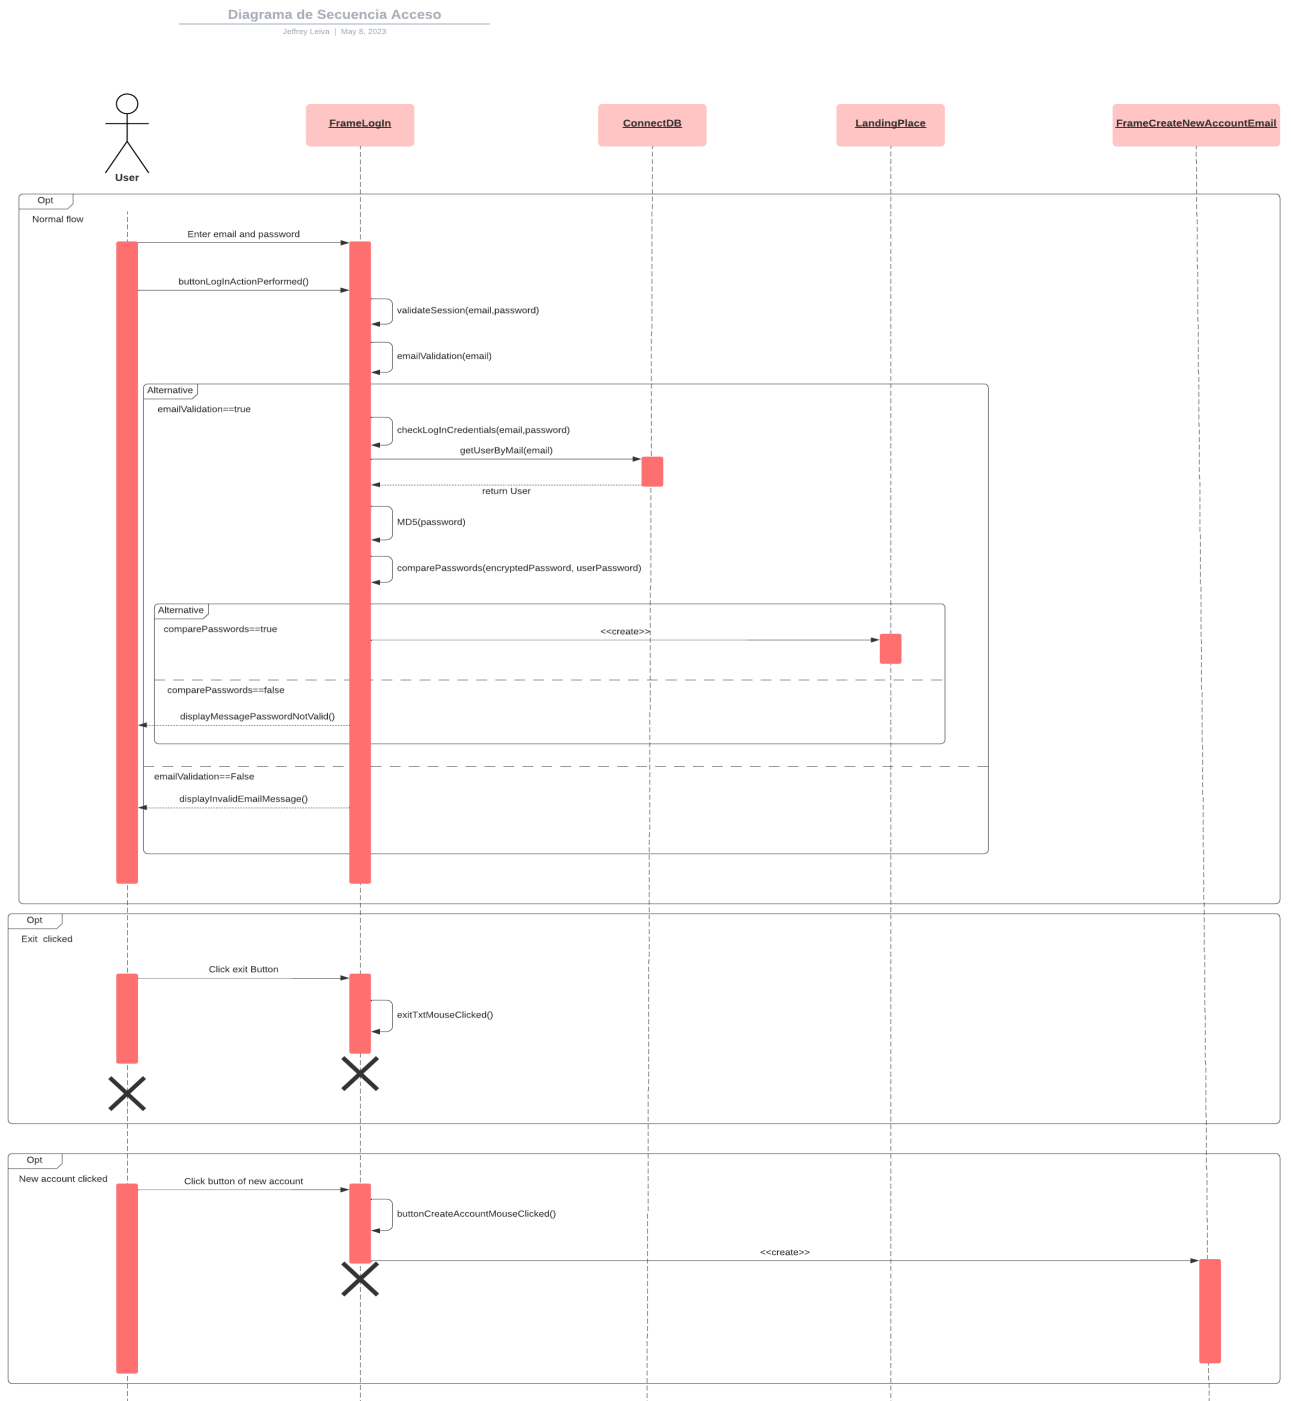 Diagrama de Secuencia Acceso
Jeffrey Leiva | May 8, 2023
User
FrameLogIn
ConnectDB
LandingPlace
FrameCreateNewAccountEmail
Opt
Normal flow
Enter email and password
buttonLogInActionPerformed()
validateSession(email,password)
emailValidation(email)
Alternative
emailValidation==true
checkLogInCredentials(email,password)
getUserByMail(email)
return User
MD5(password)
comparePasswords(encryptedPassword, userPassword)
Alternative
comparePasswords==true
<<create>>
comparePasswords==false
displayMessagePasswordNotValid()
emailValidation==False
displayInvalidEmailMessage()
Opt
Exit clicked
Click exit Button
exitTxtMouseClicked()
Opt
New account clicked
Click button of new account
buttonCreateAccountMouseClicked()
<<create>>